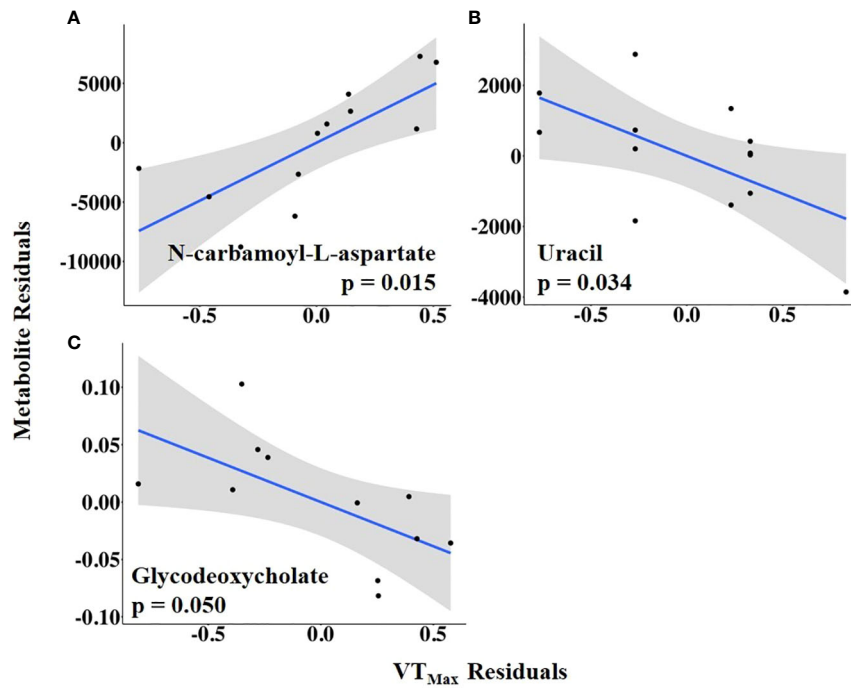 A
5000
0
-5000
-10000
N-carbamoyl-L-aspartate
p = 0.015
-0.5
0.0
0.5
B
2000
0
-2000
-4000
Uracil
p = 0.034
-0.5
0.0
0.5
C
0.10
0.05
0.00
-0.05
-0.10
Glycodeoxycholate
p = 0.050
-0.5
0.0
0.5
Metabolite Residuals
VTMax Residuals